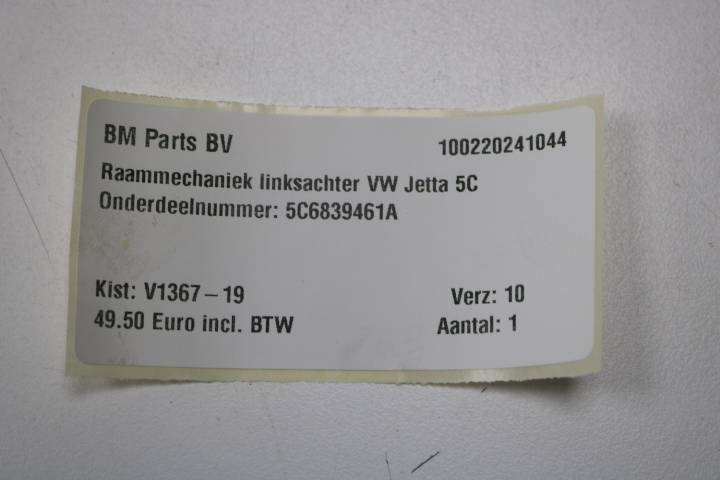 BM Parts BV 100220241044
Raammechaniek linksachter VW Jetta 5C
Onderdeelnummer: 5C6839461A
Kist: V1367-19 Verz: 10
49.50 Euro incl. BTW Aantal: 1